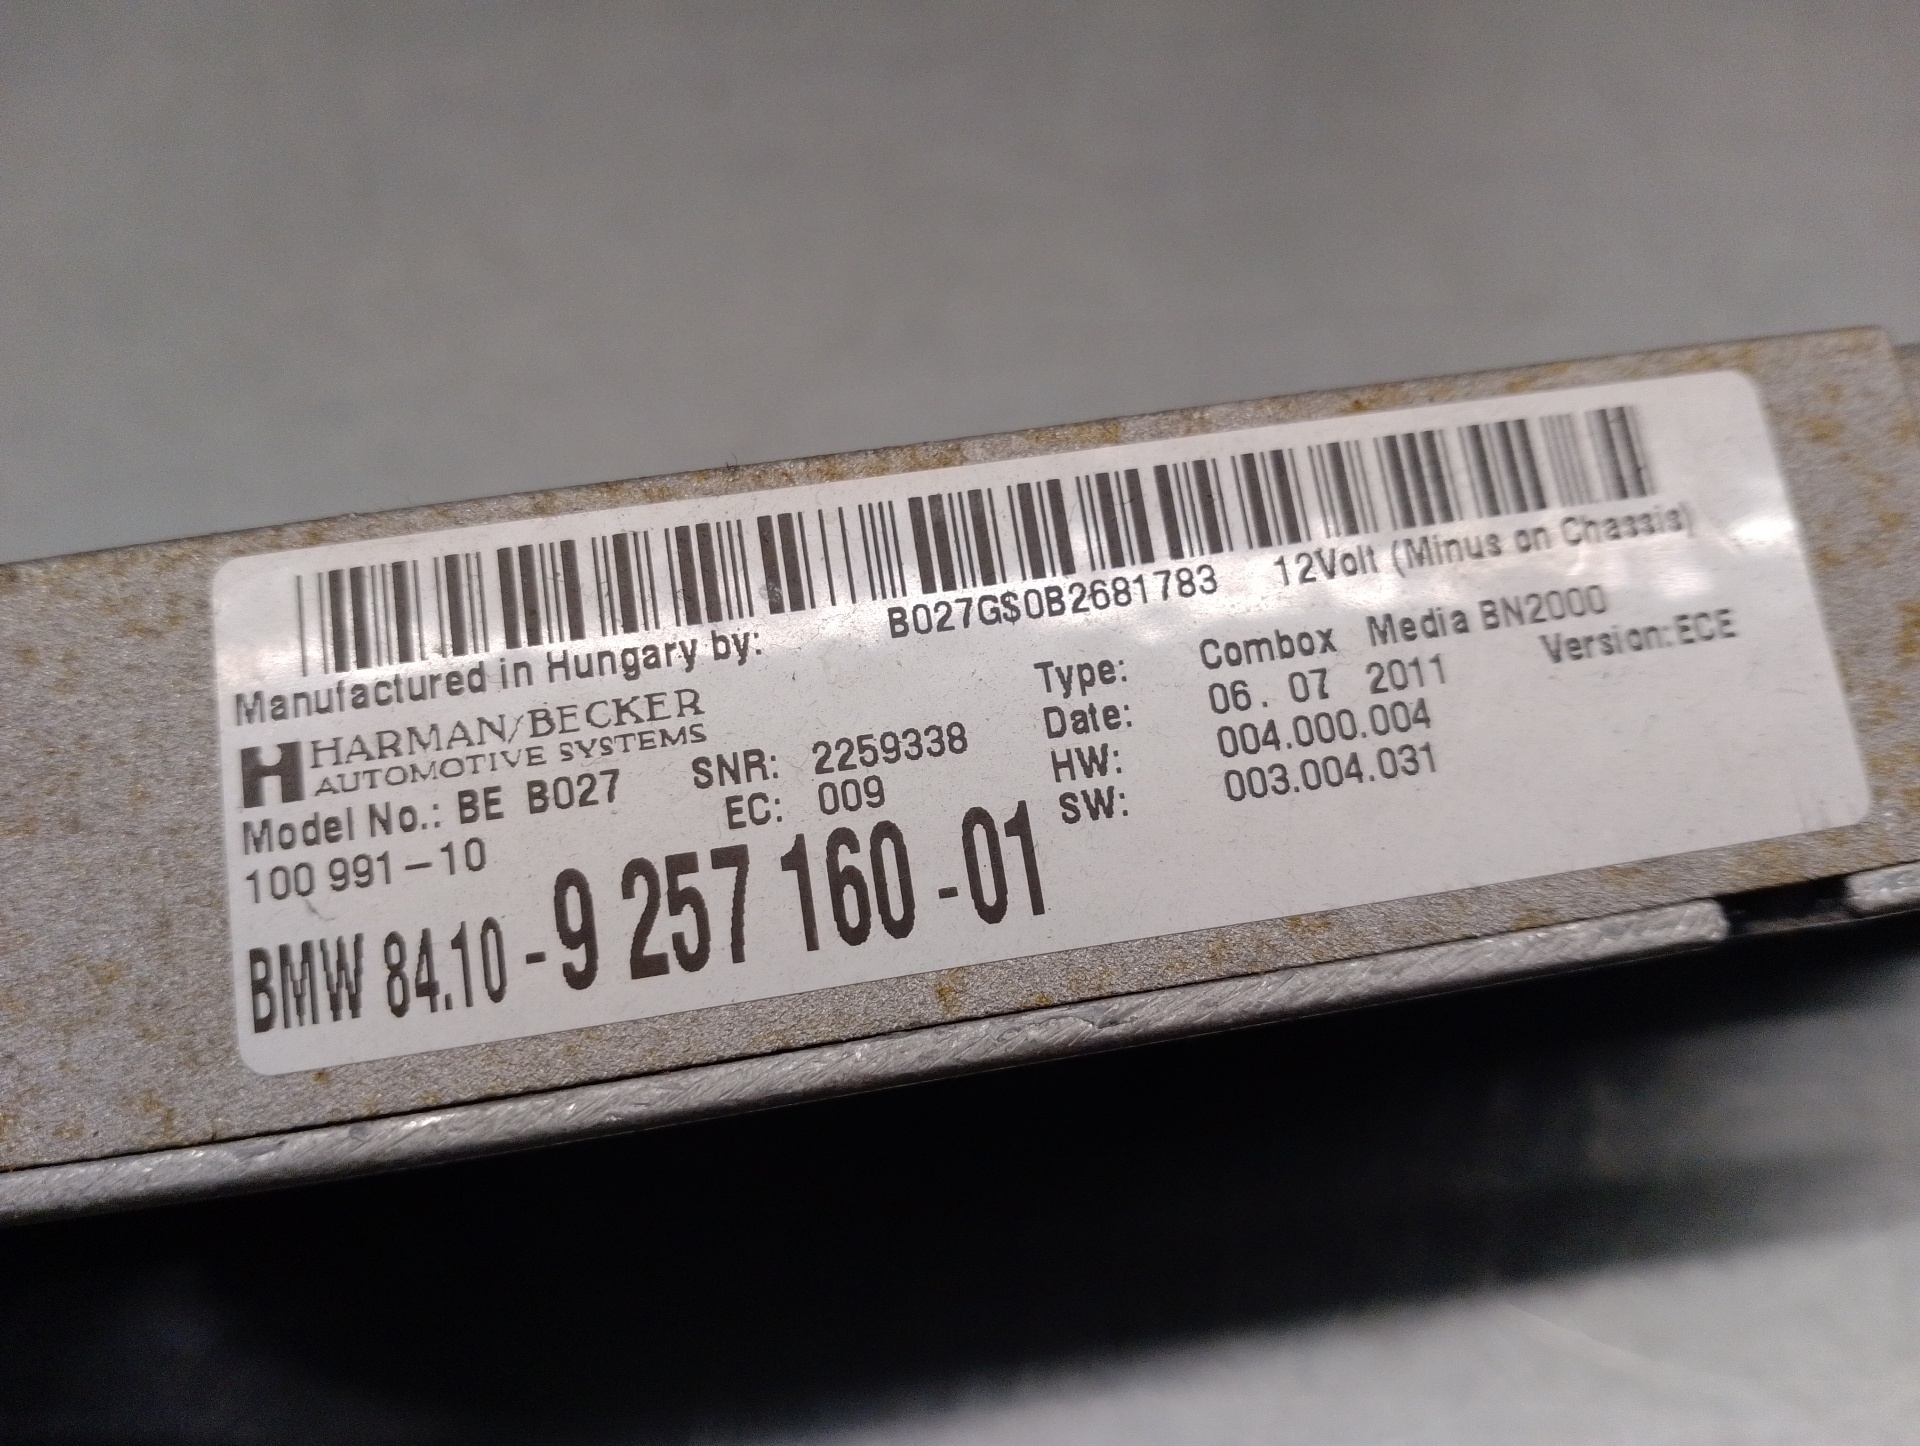 B027GS0B2681783 12Volt (Minus on Chassis)
Manufactured in Hungary by:
HARMAN/BECKER
AUTOMOTIVE SYSTEMS
Model No.: BE B027
100 991-10
SNR: 2259338
EC: 009
Type: Combox Media BN2000
Date: 06. 07 2011 Version:ECE
HW: 004.000.004
SW: 003.004.031
BMW 84.10-9 257 160-01